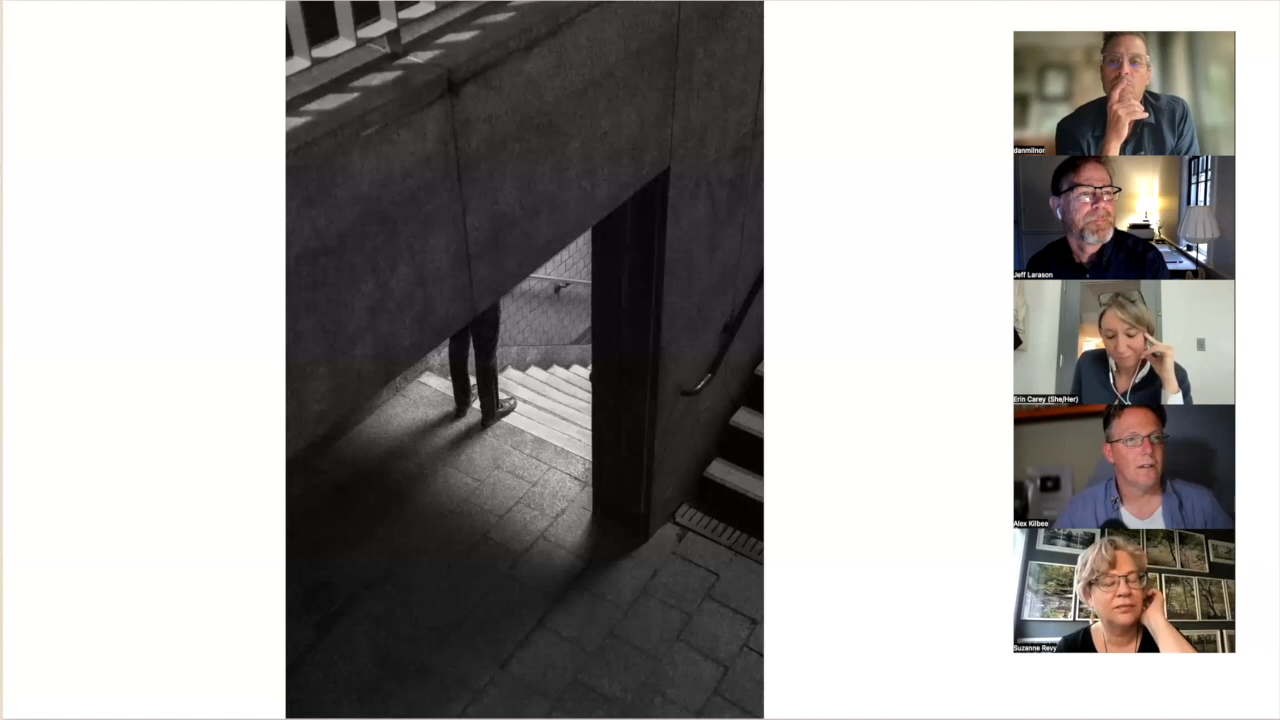 danmilnor
Jeff Larason
Erin Carey (She/Her)
Alex Kilbee
Suzanne Revy